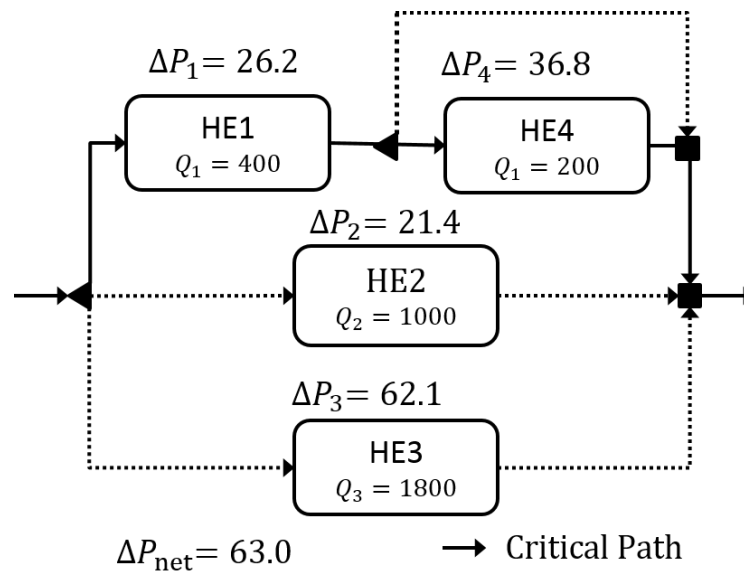 ΔP₁= 26.2
ΔP₄= 36.8
HE1
Q₁ = 400
HE4
Q₁ = 200
ΔP₂= 21.4
HE2
Q₂ = 1000
ΔP₃= 62.1
HE3
Q₃ = 1800
ΔP_net= 63.0
Critical Path